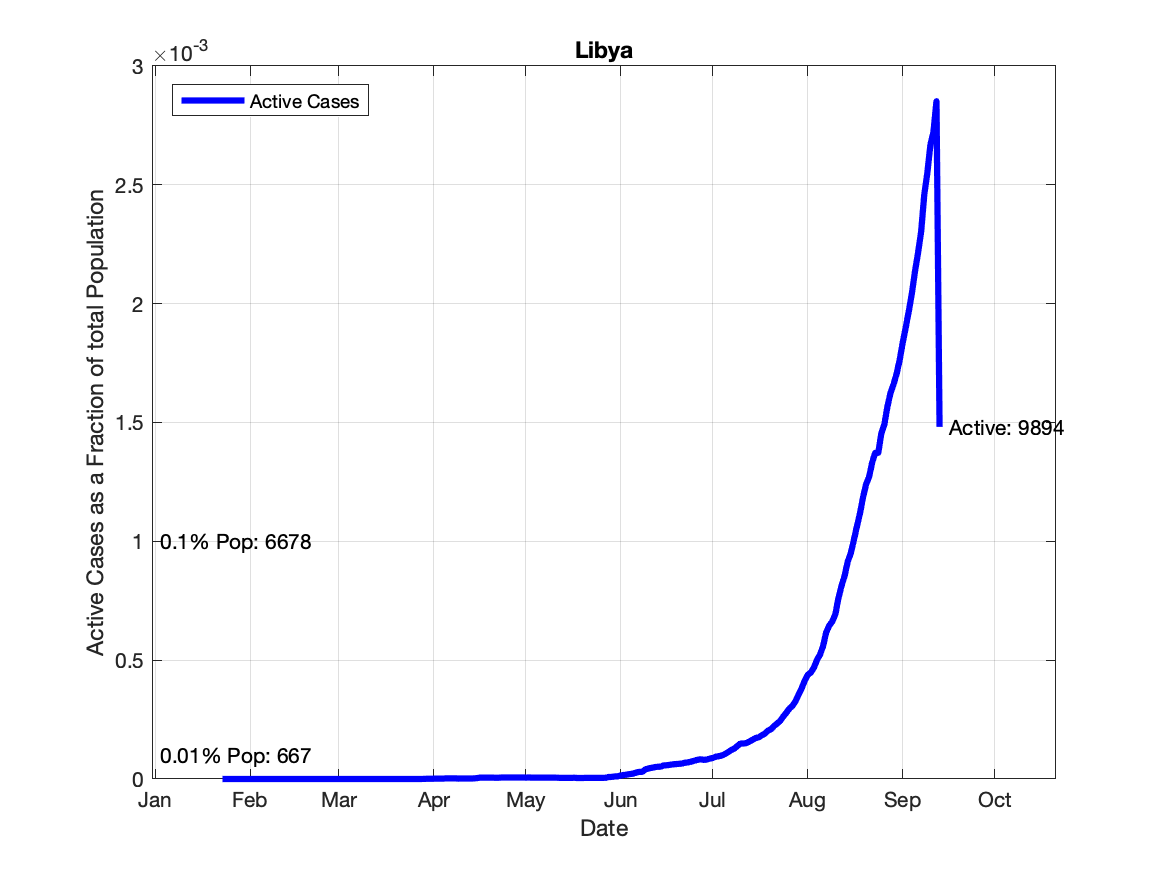 Libya
×10-3
Active Cases
3
2.5
2
1.5
1
0.5
0
Active Cases as a Fraction of total Population
Active: 9894
0.1% Pop: 6678
0.01% Pop: 667
Jan Feb Mar Apr May Jun Jul Aug Sep Oct
Date